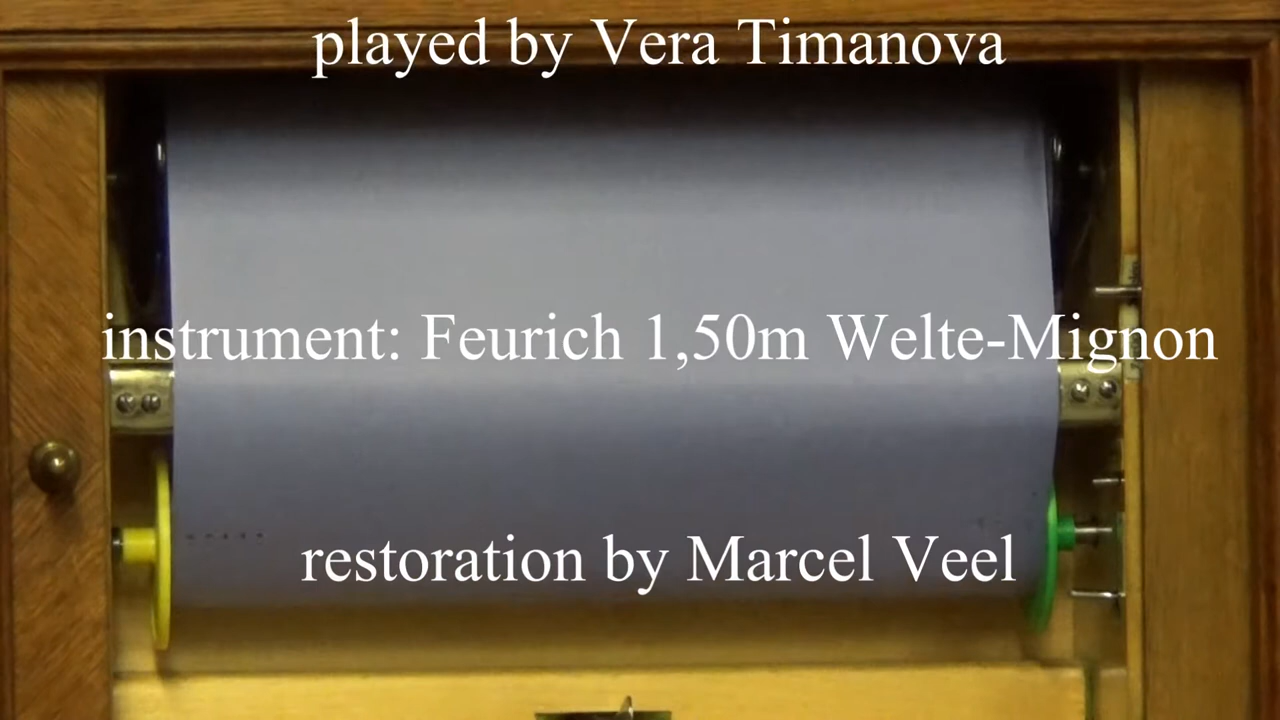 played by Vera Timanova
instrument: Feurich 1,50m Welte-Mignon
restoration by Marcel Veel